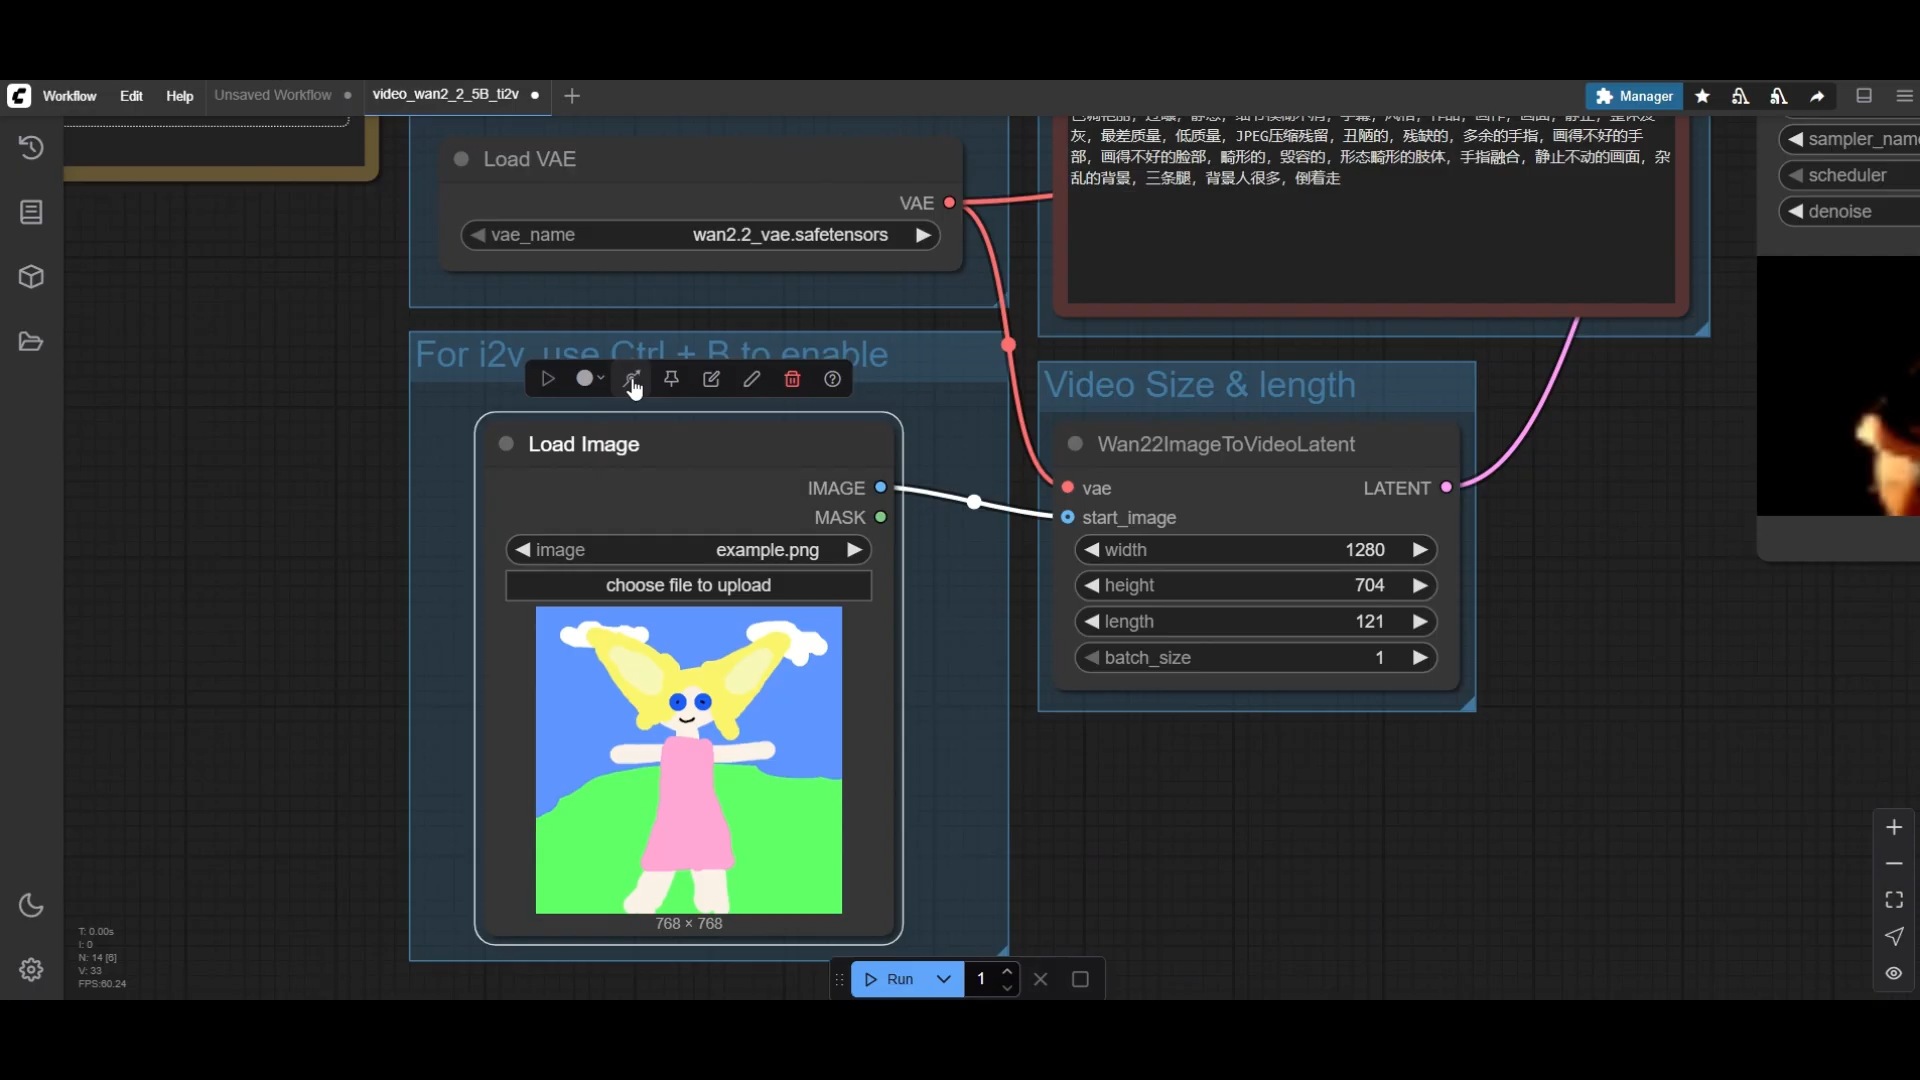 Workflow
Edit
Help
Unsaved Workflow
video_wan2_2_5B_ti2v
Manager
Load VAE
VAE
vae_name
wan2.2_vae.safetensors
灰，最差质量，低质量，JPEG压缩残留，丑陋的，残缺的，多余的手指，画得不好的手
部，画得不好的脸部，畸形的，毁容的，形态畸形的肢体，手指融合，静止不动的画面，杂
乱的背景，三条腿，背景人很多，倒着走
sampler_name
scheduler
denoise
For i2v, use Ctrl + B to enable
Load Image
IMAGE
MASK
image
example.png
choose file to upload
768 × 768
Video Size & length
Wan22ImageToVideoLatent
vae
LATENT
start_image
width
1280
height
704
length
121
batch_size
1
T: 0.00s
I: 0
N: 14 [6]
V: 33
FPS:60.24
Run
1